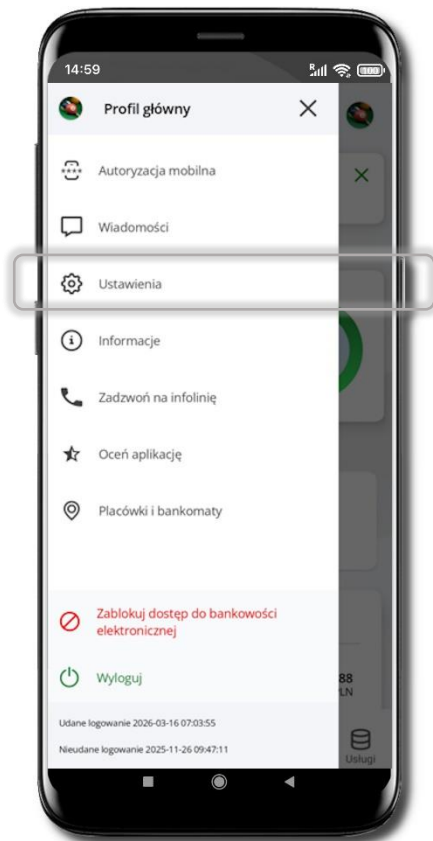 14:59
Profil główny
Autoryzacja mobilna
Wiadomości
Ustawienia
Informacje
Zadzwoń na infolinię
Oceń aplikację
Placówki i bankomaty
Zablokuj dostęp do bankowości
elektronicznej
Wyloguj
88
Udane logowanie 2026-03-16 07:03:55
Nieudane logowanie 2025-11-26 09:47:11
Usługi